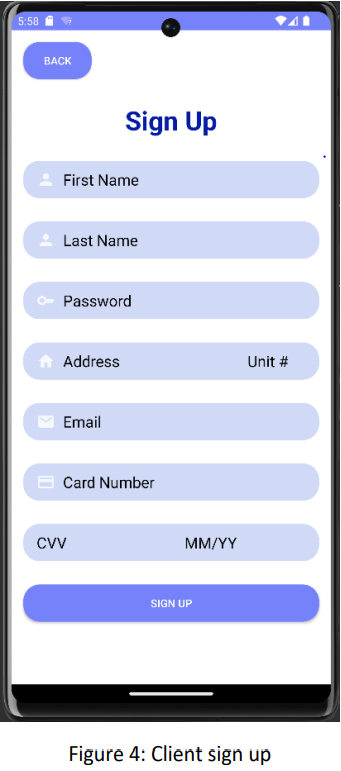 5:58
BACK
Sign Up
First Name
Last Name
Password
Address Unit #
Email
Card Number
CVV MM/YY
SIGN UP
Figure 4: Client sign up